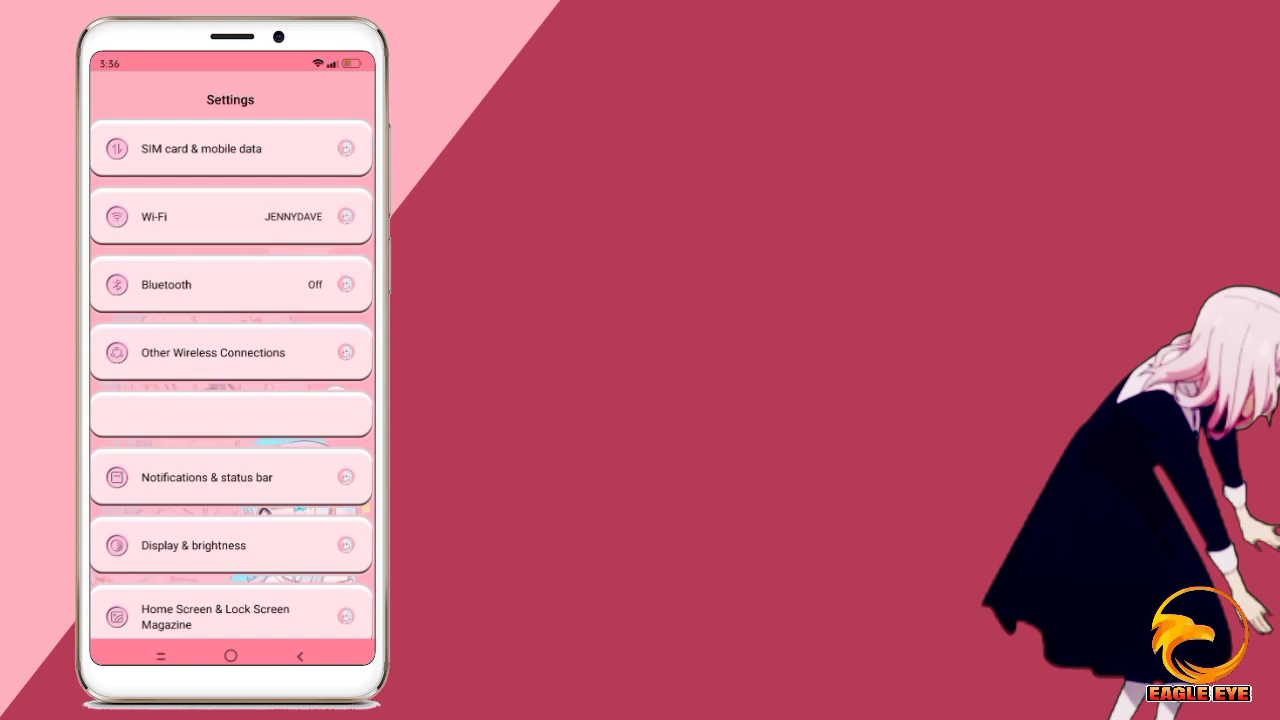 3:36
Settings
SIM card & mobile data
Wi-Fi JENNYDAVE
Bluetooth Off
Other Wireless Connections
Notifications & status bar
Display & brightness
Home Screen & Lock Screen
Magazine
EAGLE EYE